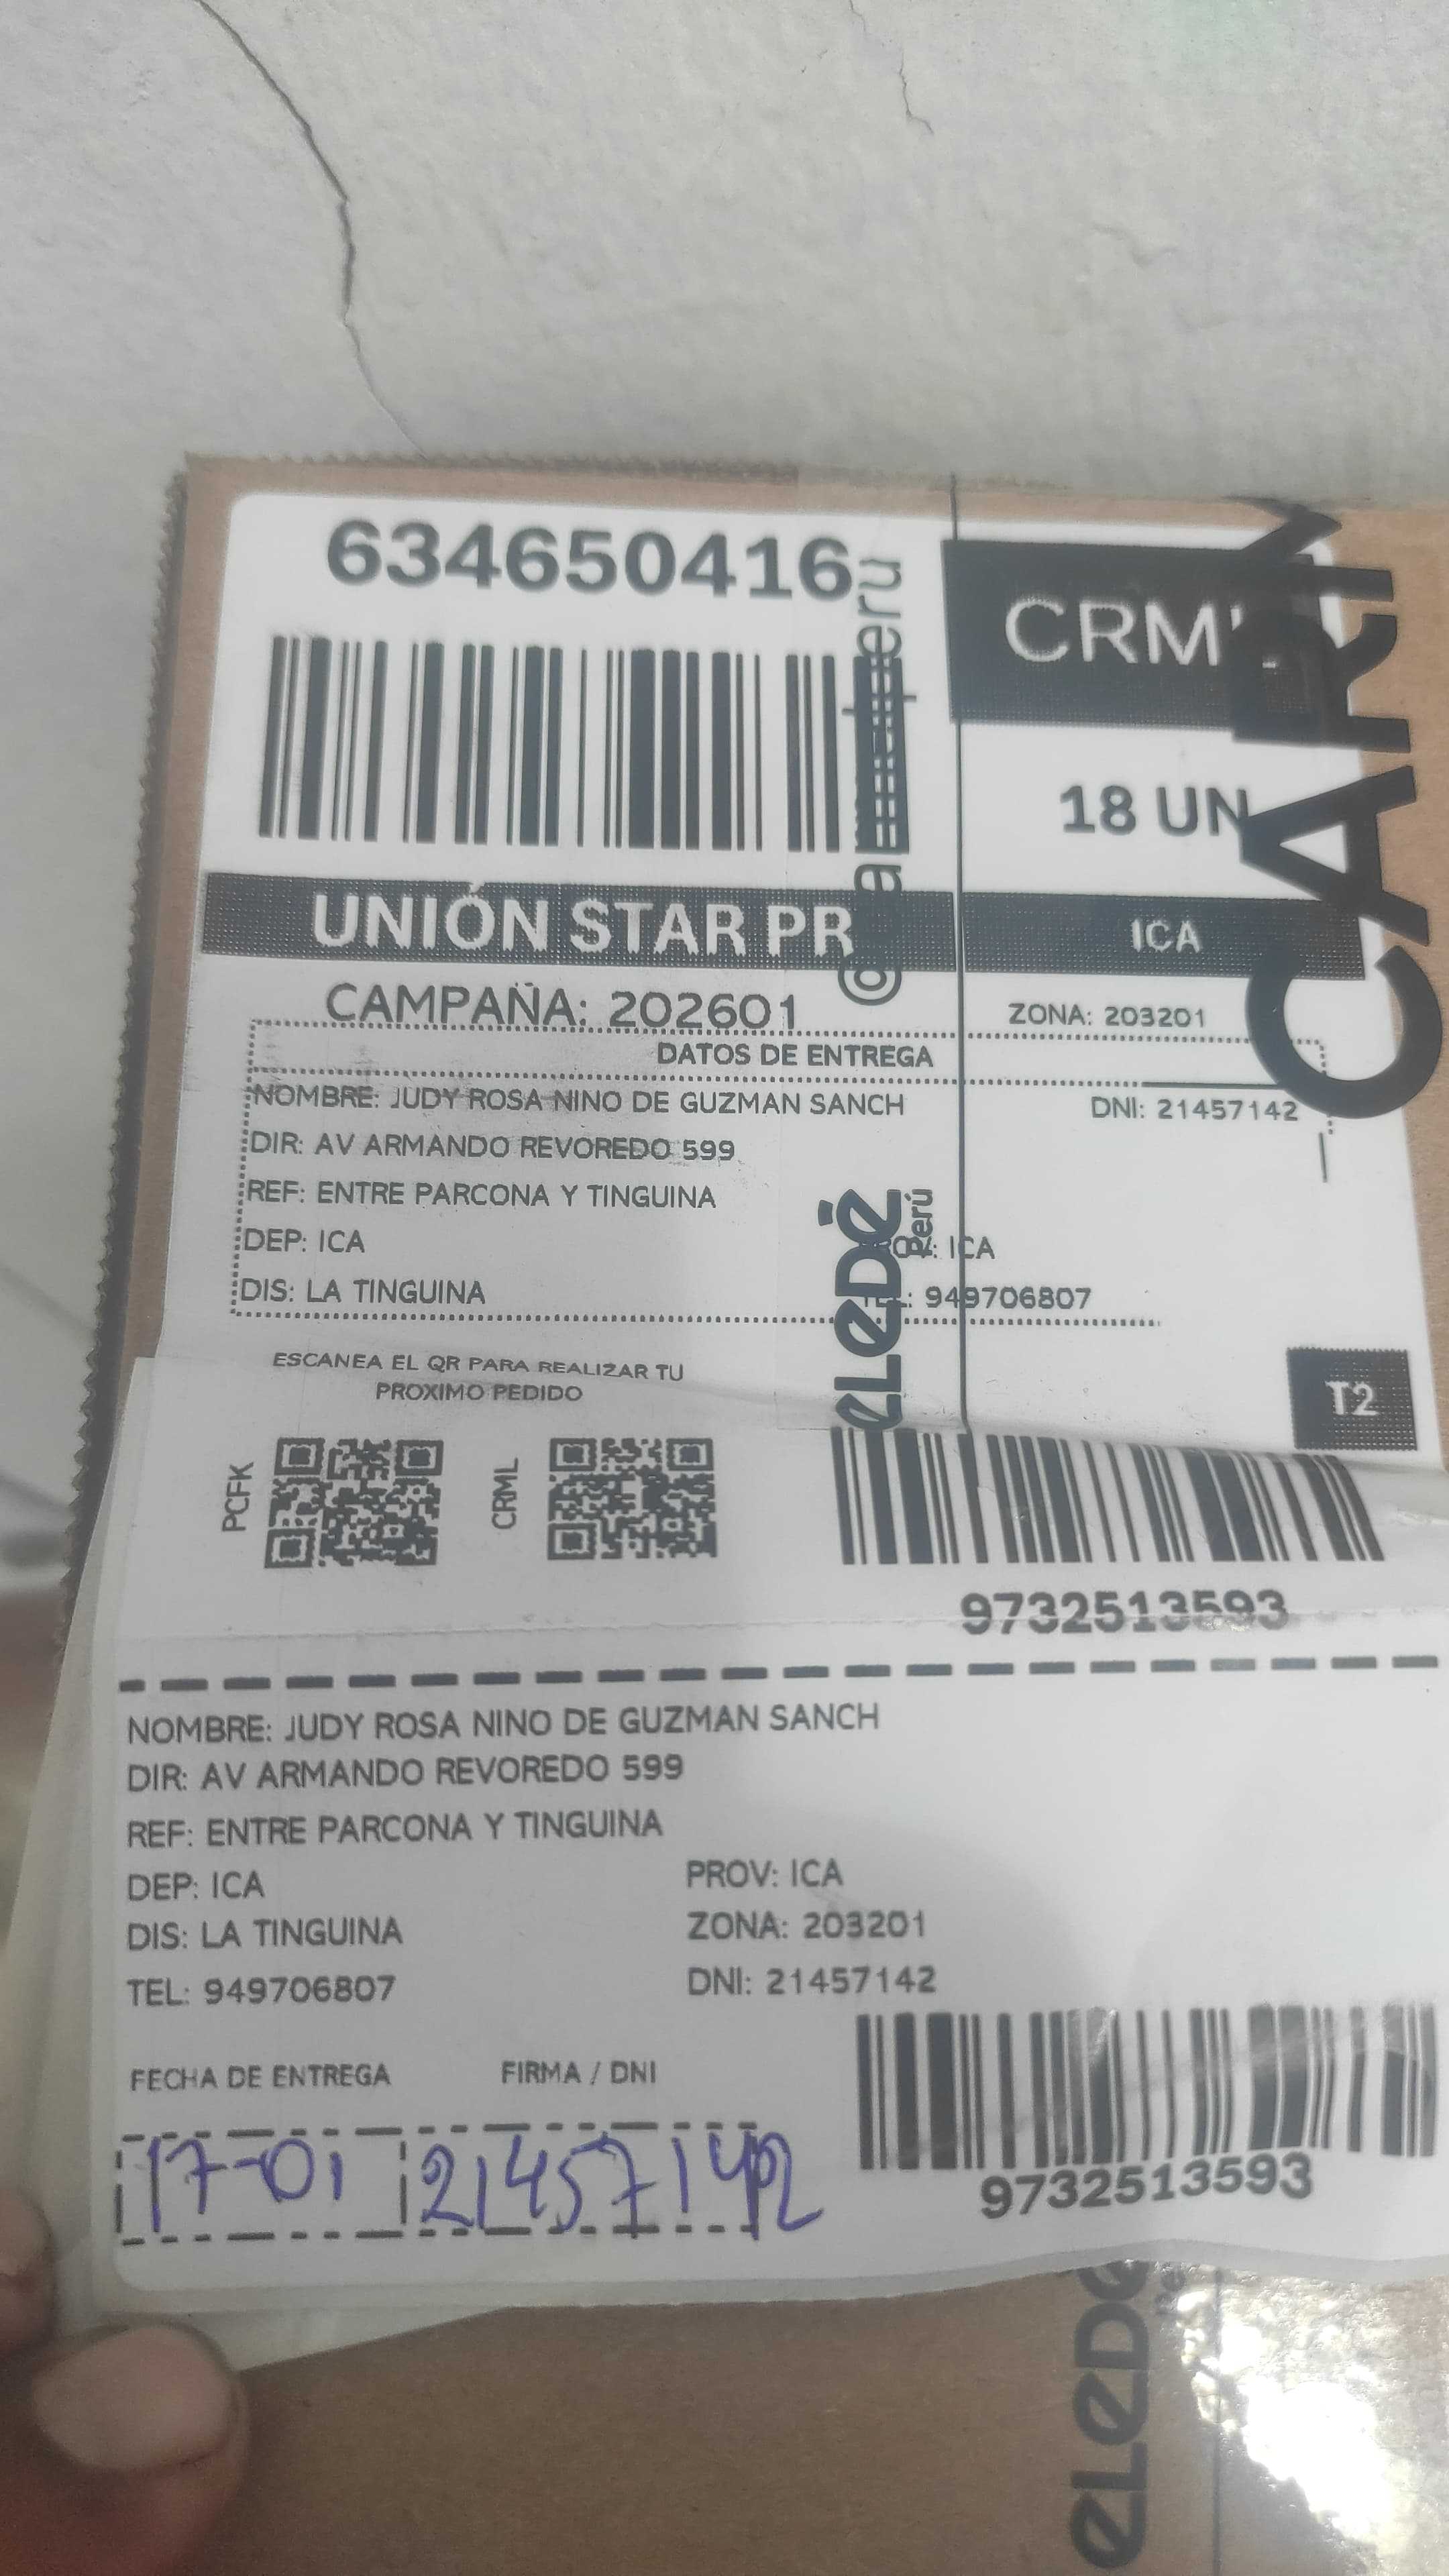 634650416
CRML
18 UN
UNIÓN STAR PR
ICA
CAMPAÑA: 202601
ZONA: 203201
DATOS DE ENTREGA
NOMBRE: JUDY ROSA NINO DE GUZMAN SANCH
DNI: 21457142
DIR: AV ARMANDO REVOREDO 599
REF: ENTRE PARCONA Y TINGUINA
DEP: ICA
: ICA
DIS: LA TINGUINA
: 949706807
ESCANEA EL QR PARA REALIZAR TU
PROXIMO PEDIDO
T2
PCFK
CRML
9732513593
NOMBRE: JUDY ROSA NINO DE GUZMAN SANCH
DIR: AV ARMANDO REVOREDO 599
REF: ENTRE PARCONA Y TINGUINA
DEP: ICA
PROV: ICA
DIS: LA TINGUINA
ZONA: 203201
TEL: 949706807
DNI: 21457142
FECHA DE ENTREGA
FIRMA / DNI
17-01
21457142
9732513593
eLeDé
Perú